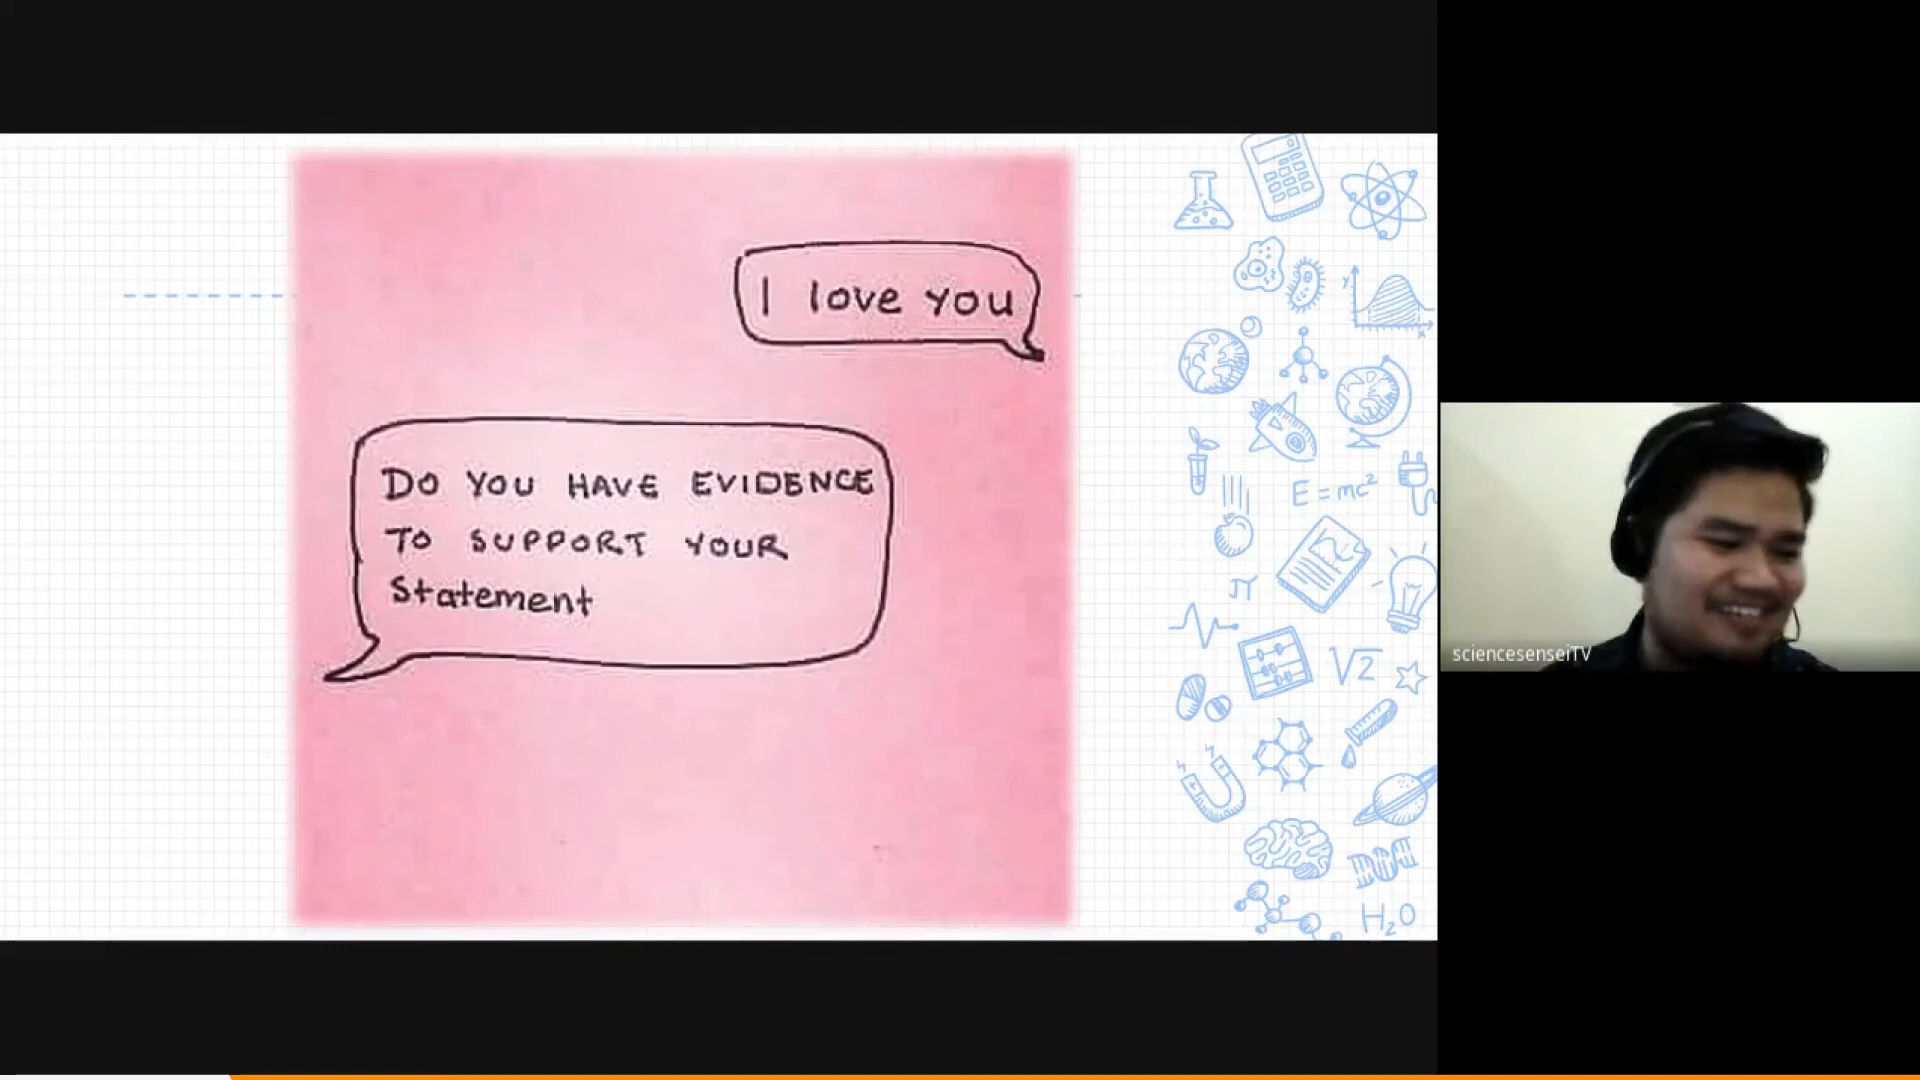 I love you
DO YOU HAVE EVIDENCE
TO SUPPORT YOUR
Statement
y
x
E=mc²
π
√2
H₂O
sciencesenseiTV